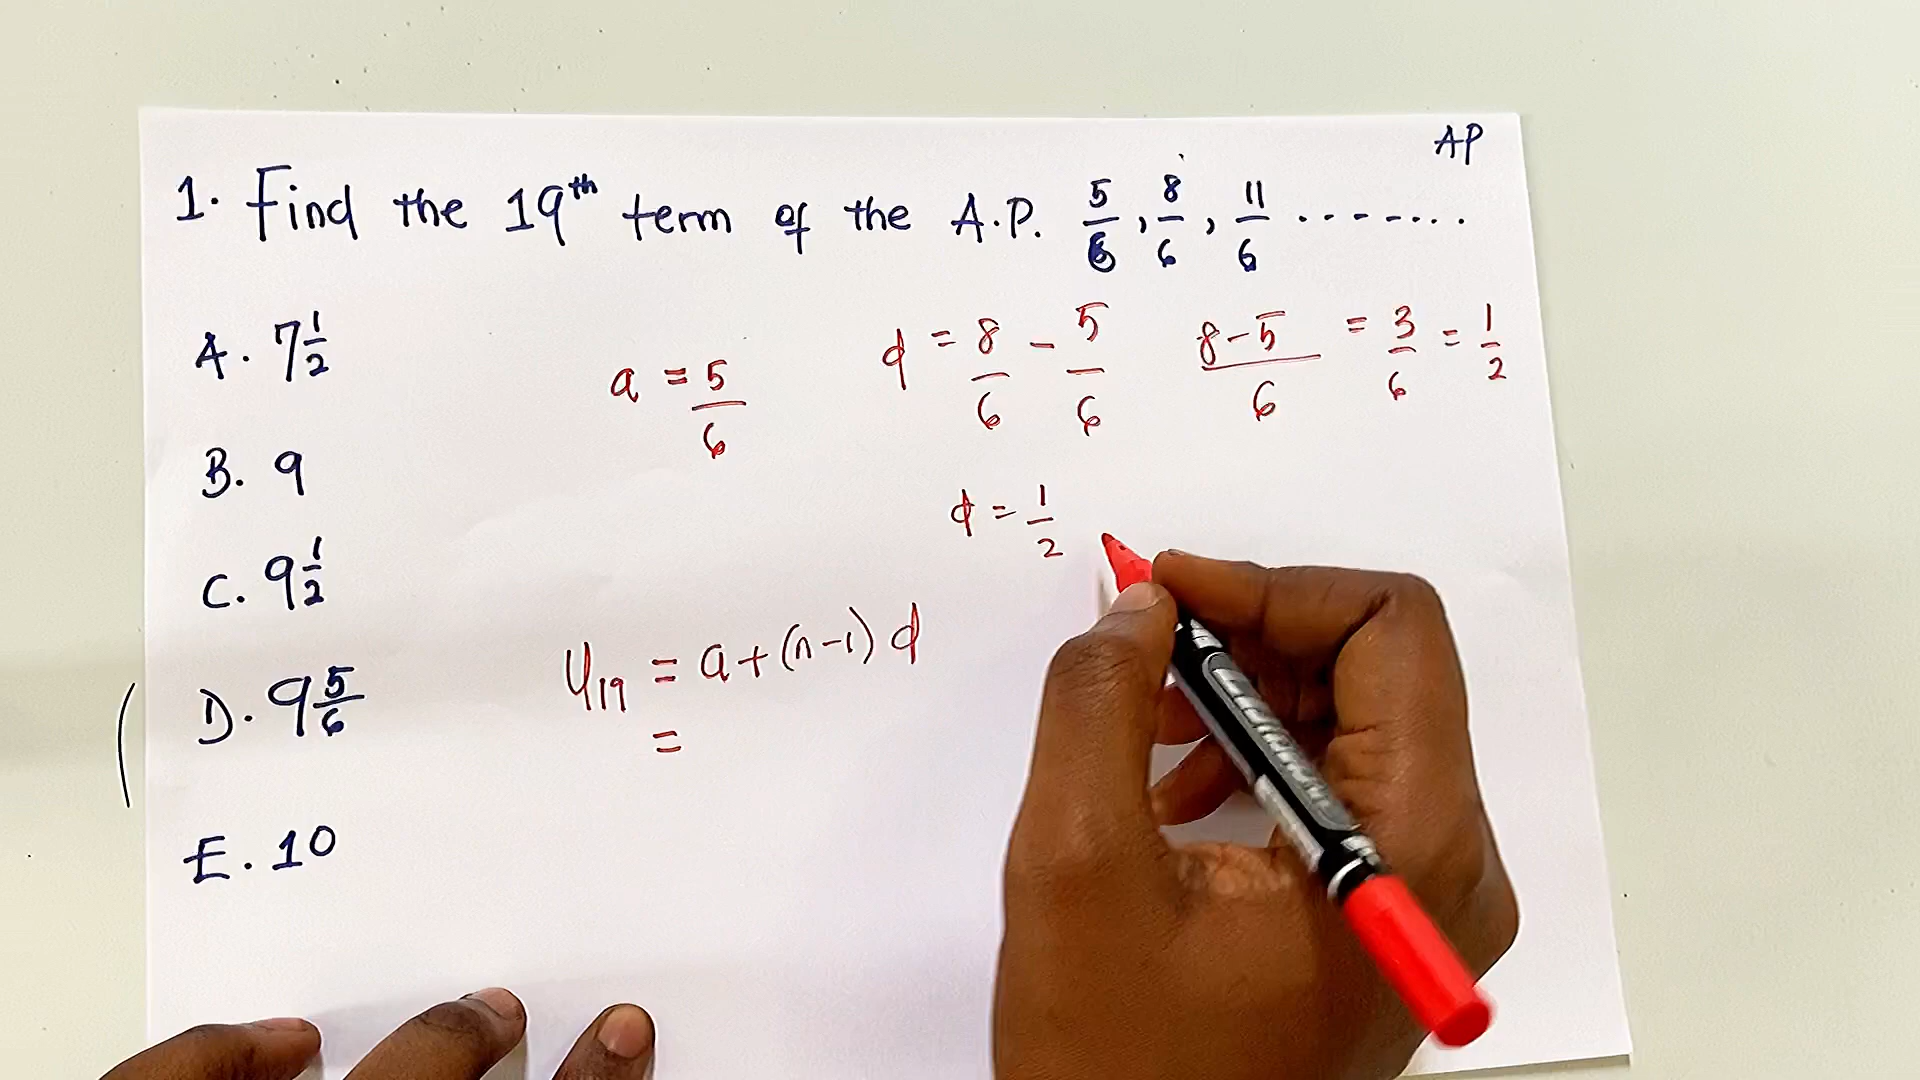 AP
1. Find the 19th term of the A.P. 5/6, 8/6, 11/6 ........
A. 7 1/2
B. 9
C. 9 1/2
D. 9 5/6
E. 10
a = 5/6
d = 8/6 - 5/6
8-5/6 = 3/6 = 1/2
d = 1/2
U19 = a+(n-1)d
=